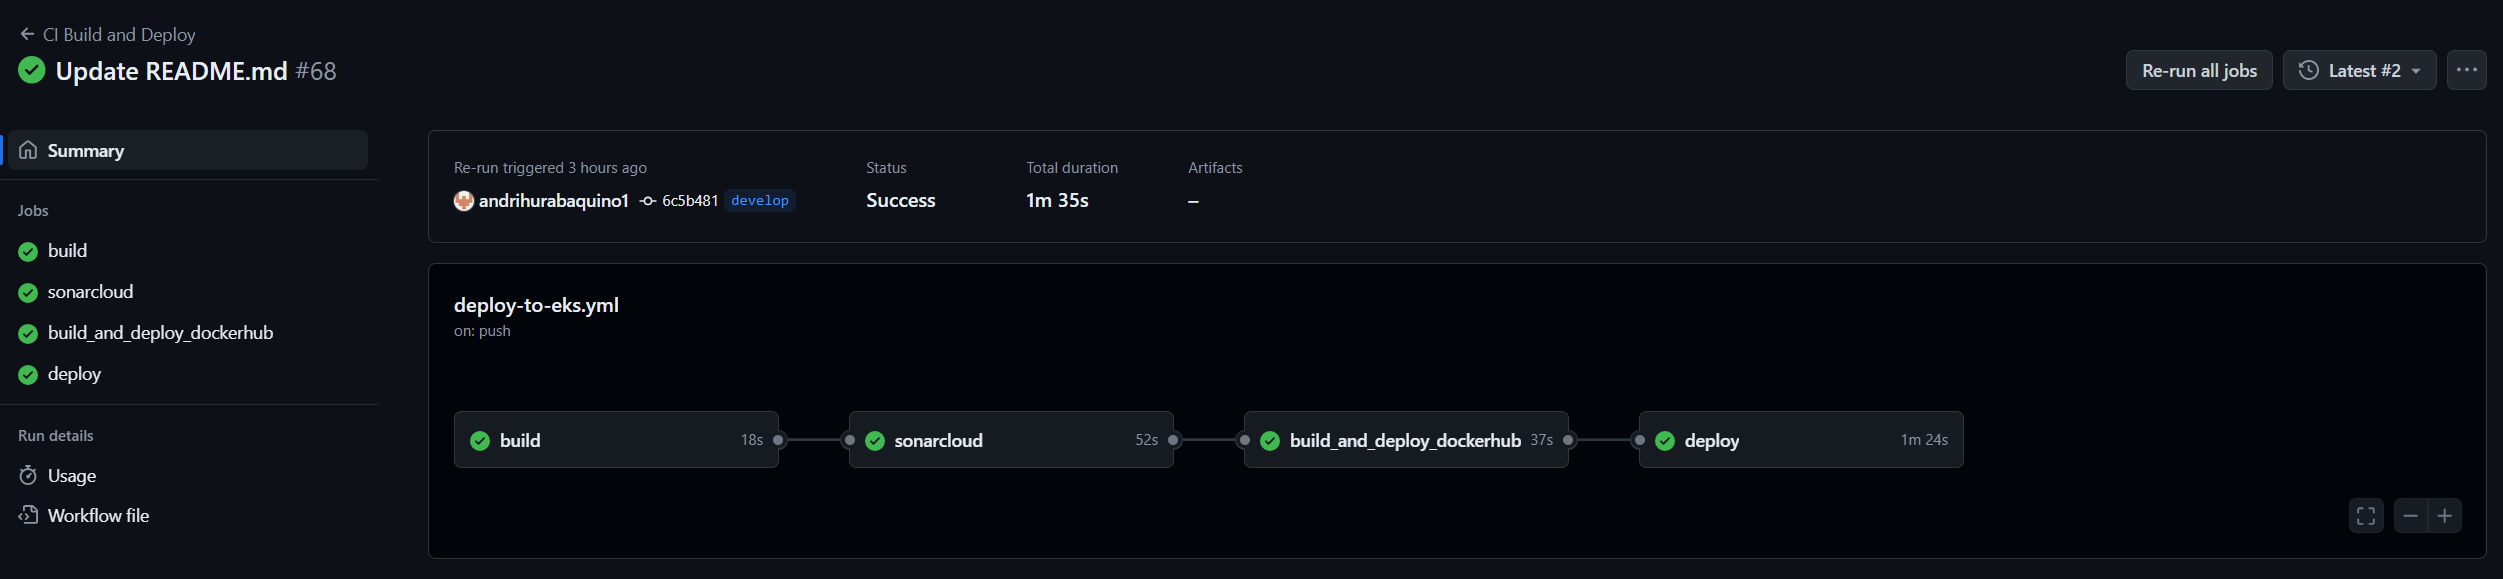 CI Build and Deploy
Update README.md #68
Re-run all jobs
Latest #2
Summary
Jobs
build
sonarcloud
build_and_deploy_dockerhub
deploy
Run details
Usage
Workflow file
Re-run triggered 3 hours ago
andrihurabaquino1 6c5b481 develop
Status
Success
Total duration
1m 35s
Artifacts
–
deploy-to-eks.yml
on: push
build 18s
sonarcloud 52s
build_and_deploy_dockerhub 37s
deploy 1m 24s